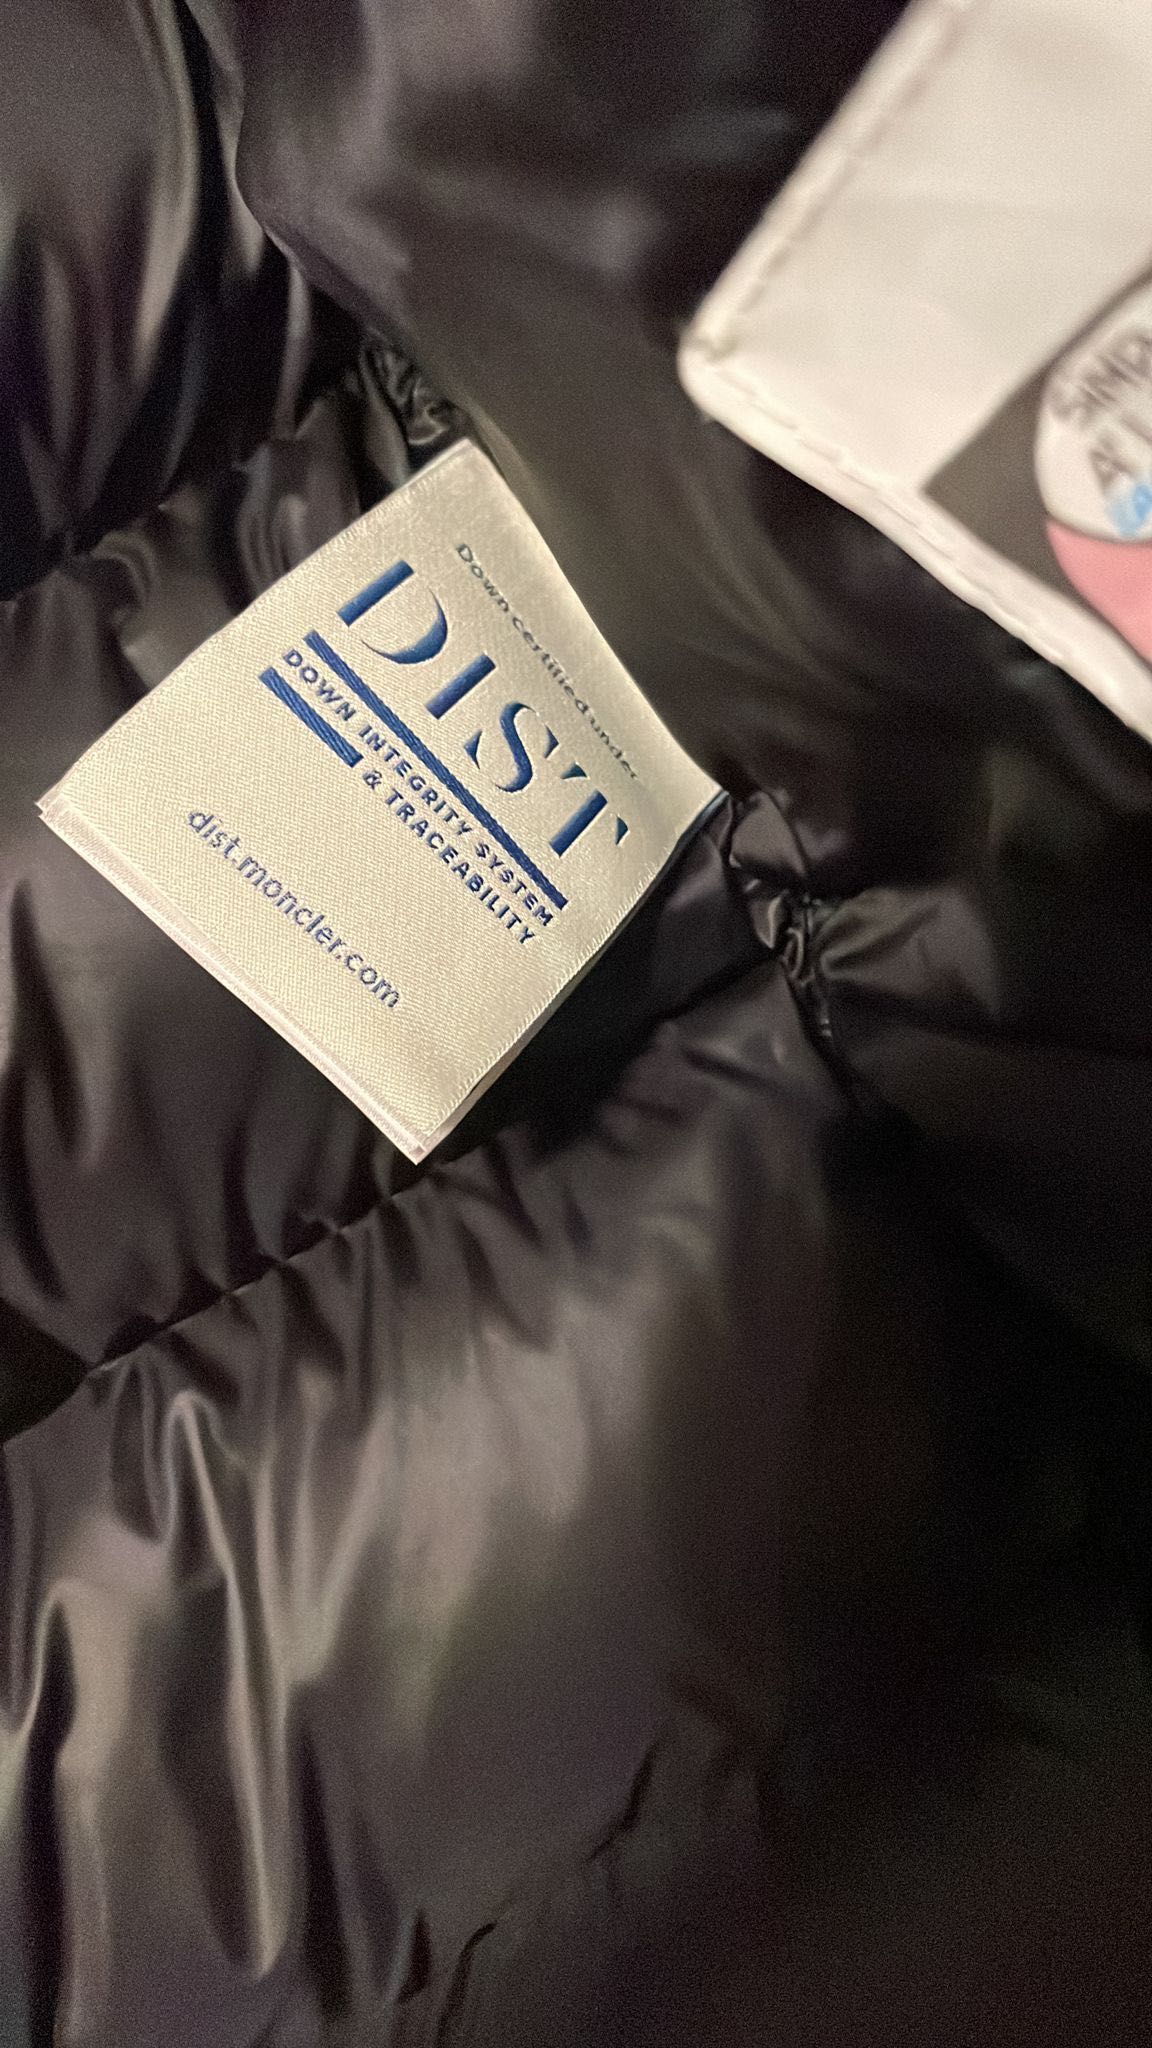 Down certified under
DIST
DOWN INTEGRITY SYSTEM
& TRACEABILITY
dist.moncler.com